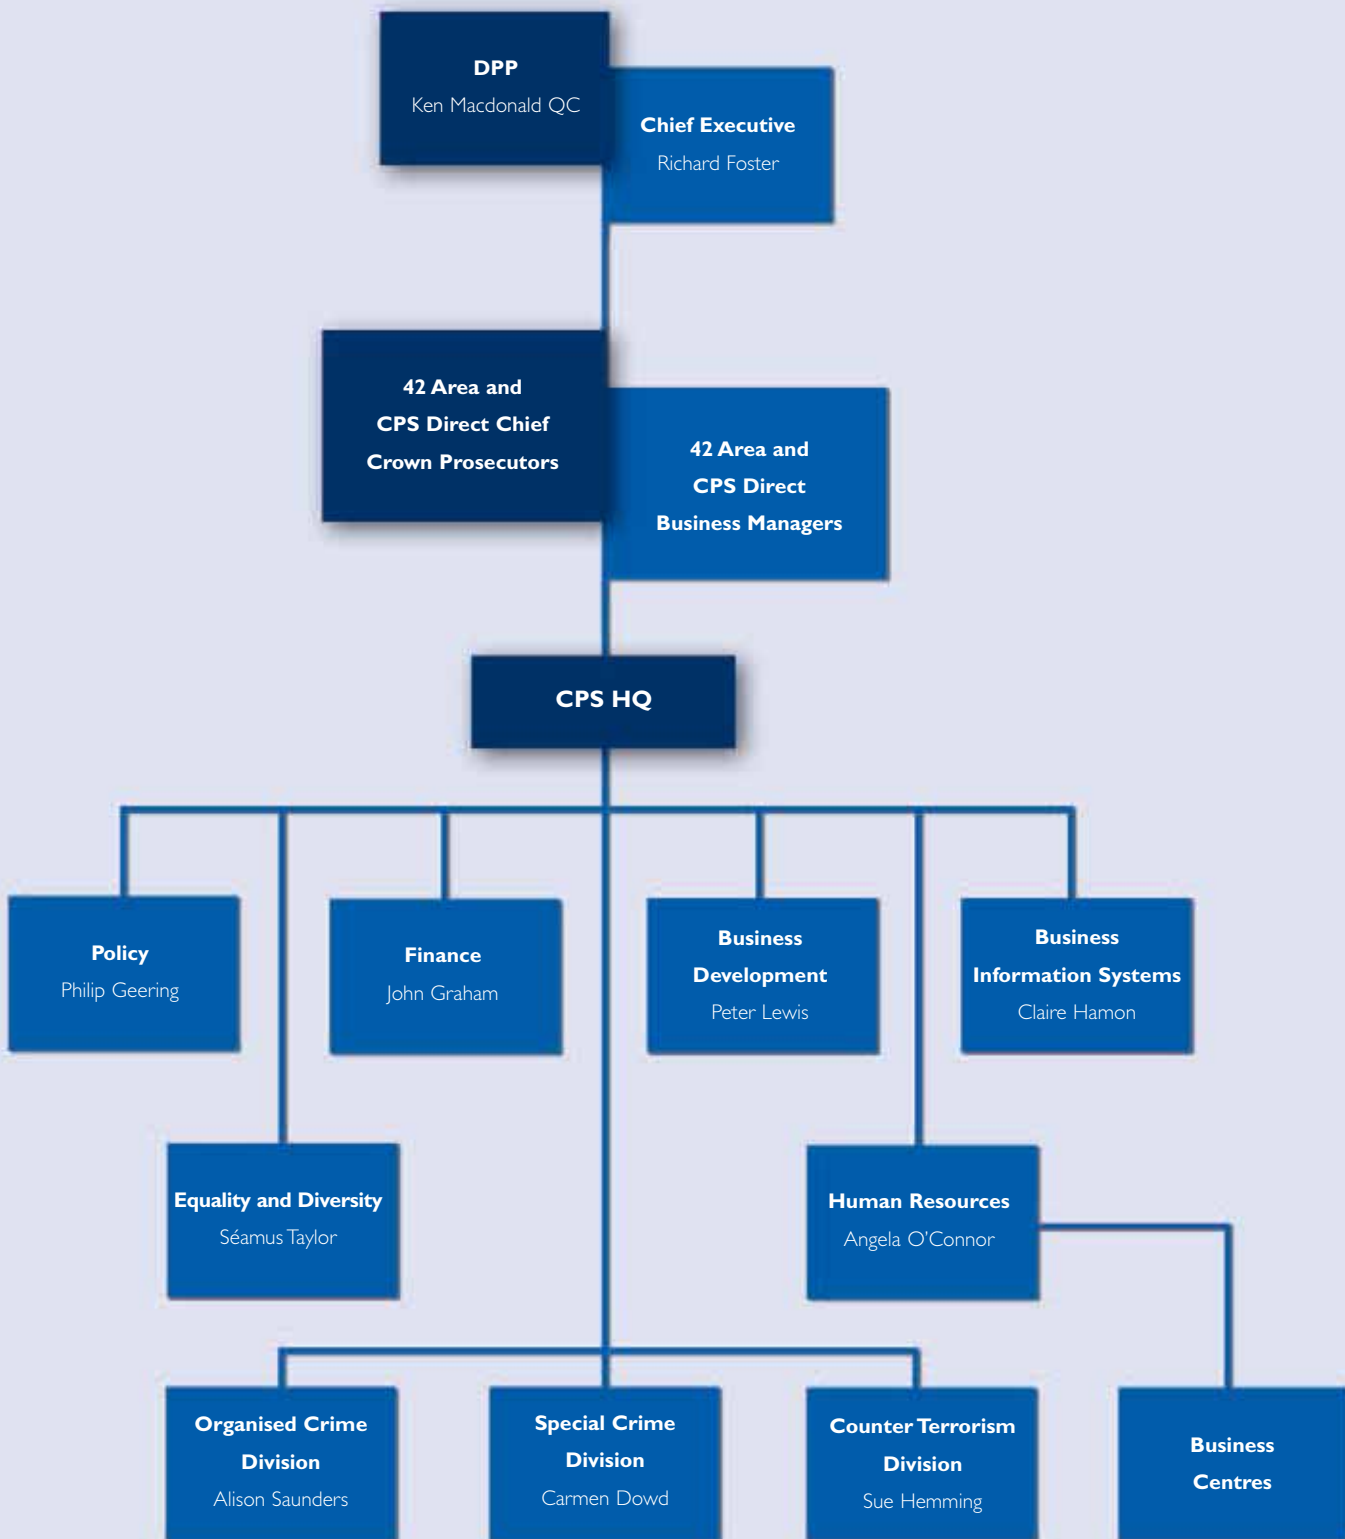 DPP
Ken Macdonald QC
Chief Executive
Richard Foster
42 Area and
CPS Direct Chief
Crown Prosecutors
42 Area and
CPS Direct
Business Managers
CPS HQ
Policy
Philip Geering
Finance
John Graham
Business
Development
Peter Lewis
Business
Information Systems
Claire Hamon
Equality and Diversity
Séamus Taylor
Human Resources
Angela O'Connor
Organised Crime
Division
Alison Saunders
Special Crime
Division
Carmen Dowd
Counter Terrorism
Division
Sue Hemming
Business
Centres